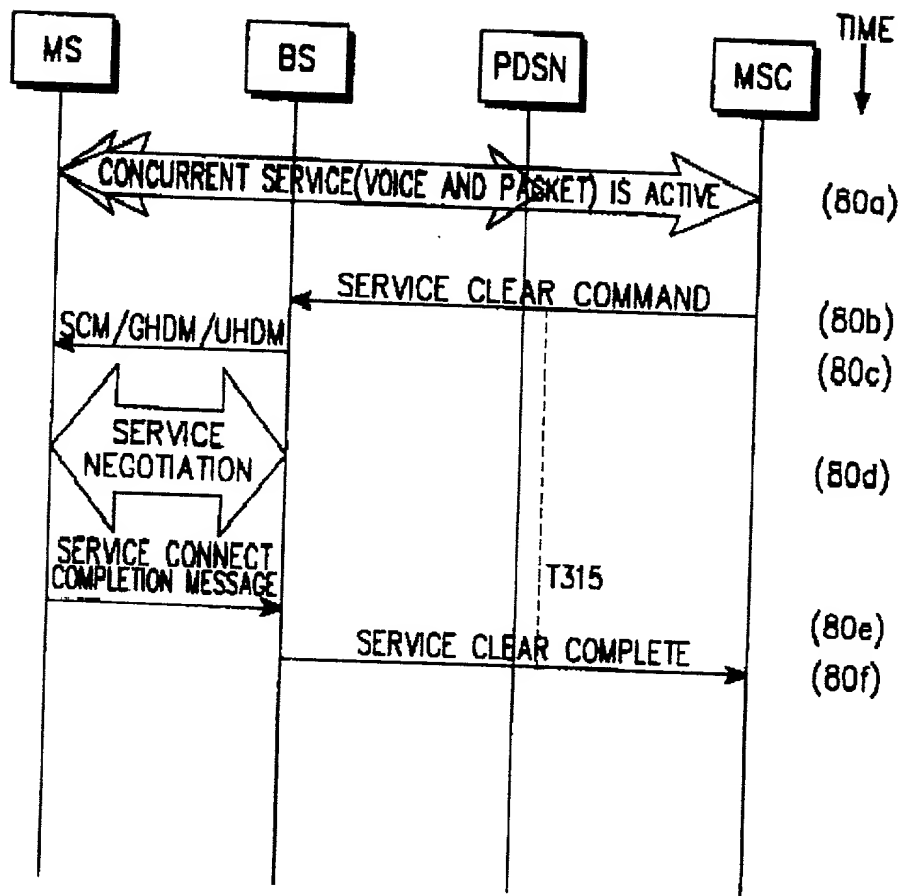 MS
BS
PDSN
MSC
TIME
CONCURRENT SERVICE(VOICE AND PASKET) IS ACTIVE
(80a)
SERVICE CLEAR COMMAND
(80b)
SCM/GHDM/UHDM
(80c)
SERVICE
NEGOTIATION
(80d)
SERVICE CONNECT
COMPLETION MESSAGE
T315
(80e)
SERVICE CLEAR COMPLETE
(80f)